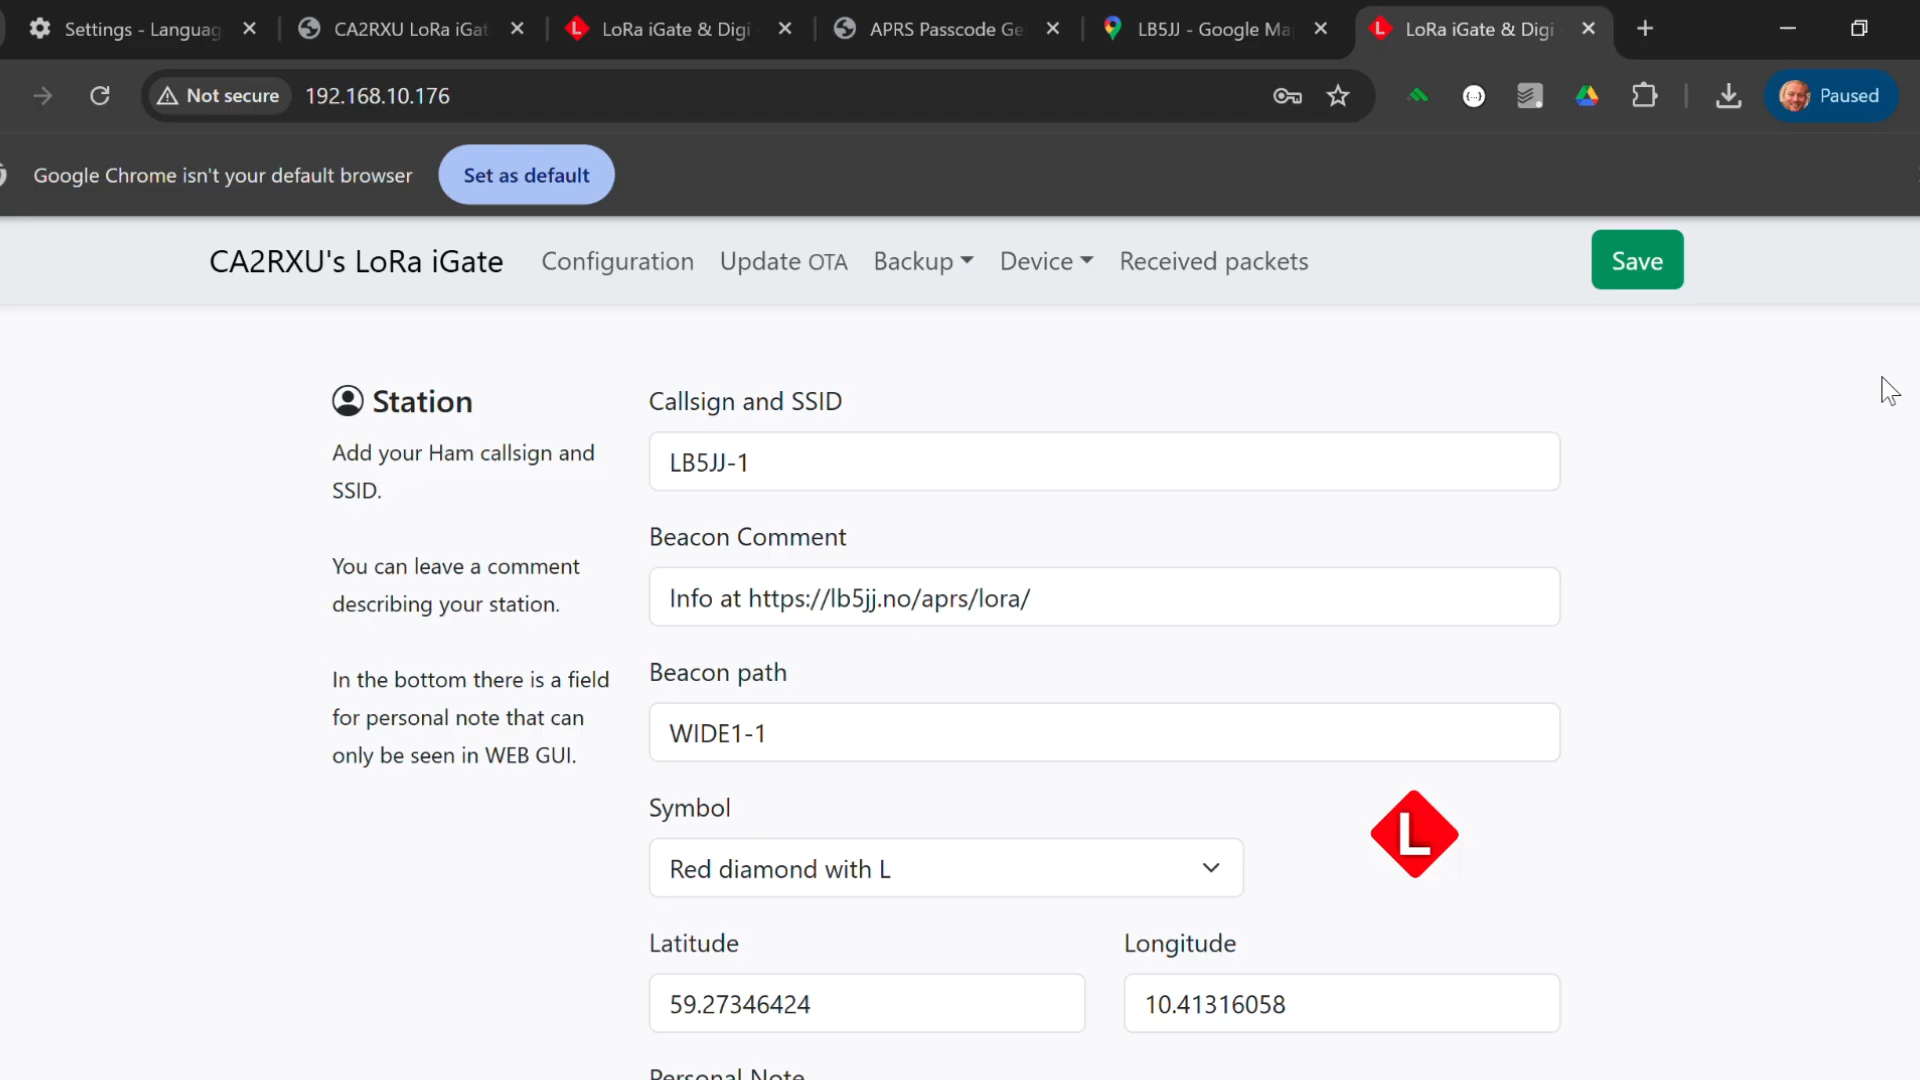 Settings - Languag
CA2RXU LoRa iGat
LoRa iGate & Digi
APRS Passcode Ge
LB5JJ - Google Ma
LoRa iGate & Digi
Not secure
192.168.10.176
Paused
Google Chrome isn't your default browser
Set as default
CA2RXU's LoRa iGate
Configuration
Update OTA
Backup
Device
Received packets
Save
Station
Add your Ham callsign and
SSID.
You can leave a comment
describing your station.
In the bottom there is a field
for personal note that can
only be seen in WEB GUI.
Callsign and SSID
LB5JJ-1
Beacon Comment
Info at https://lb5jj.no/aprs/lora/
Beacon path
WIDE1-1
Symbol
Red diamond with L
L
Latitude
59.27346424
Longitude
10.41316058
Personal Note